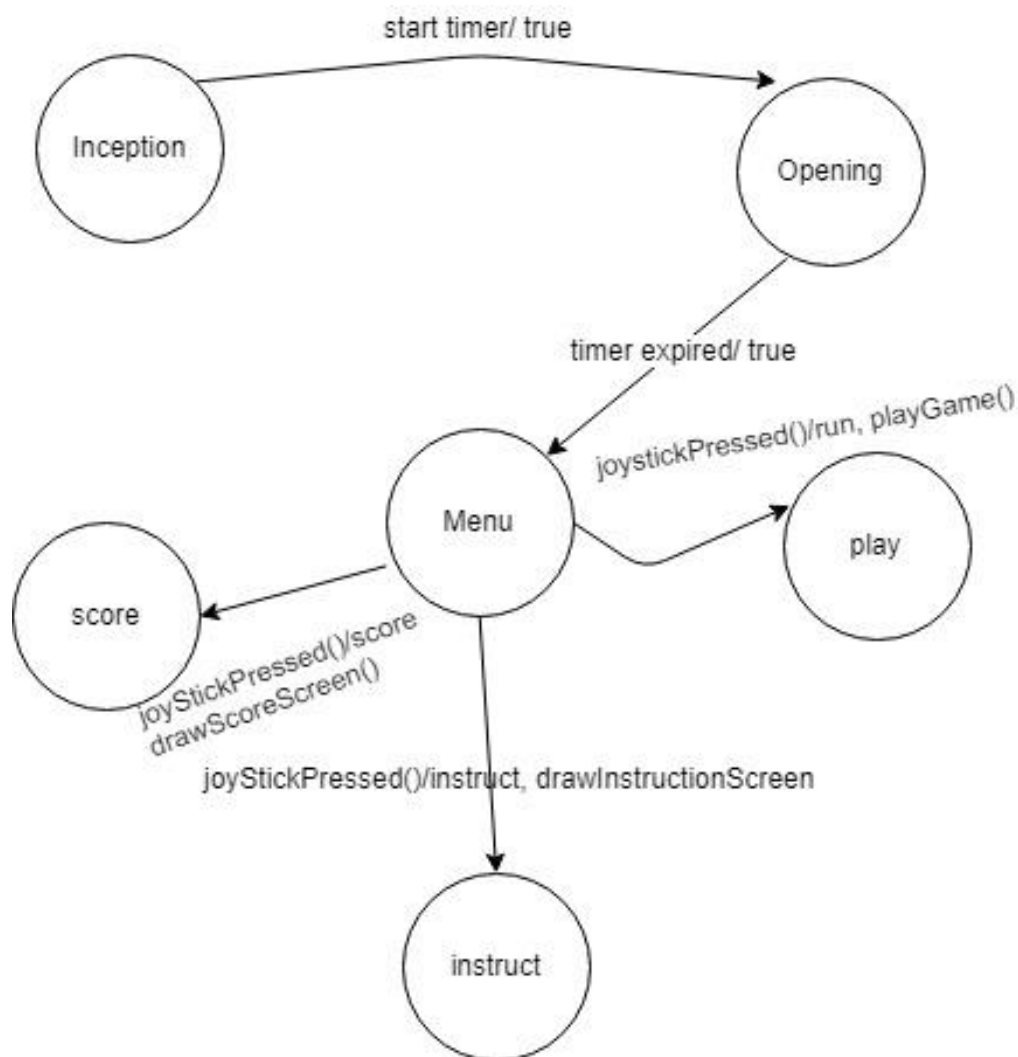 start timer/ true
Inception
Opening
timer expired/ true
joystickPressed()/run, playGame()
Menu
play
score
joyStickPressed()/score
drawScoreScreen()
joyStickPressed()/instruct, drawInstructionScreen
instruct